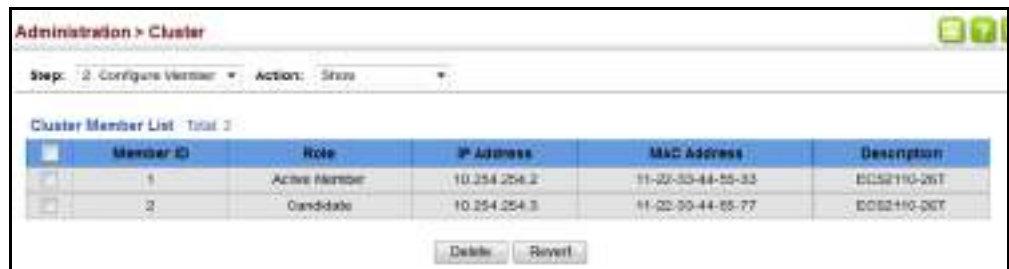 Administration > Cluster
Step: 2. Configure Member Action: Show
Cluster Member List Total: 2
Member ID Role IP Address MAC Address Description
1 Active Member 10.254.254.2 11-22-33-44-55-33 ECS2110-26T
2 Candidate 10.254.254.3 11-22-33-44-55-77 ECS2110-26T
Delete Revert